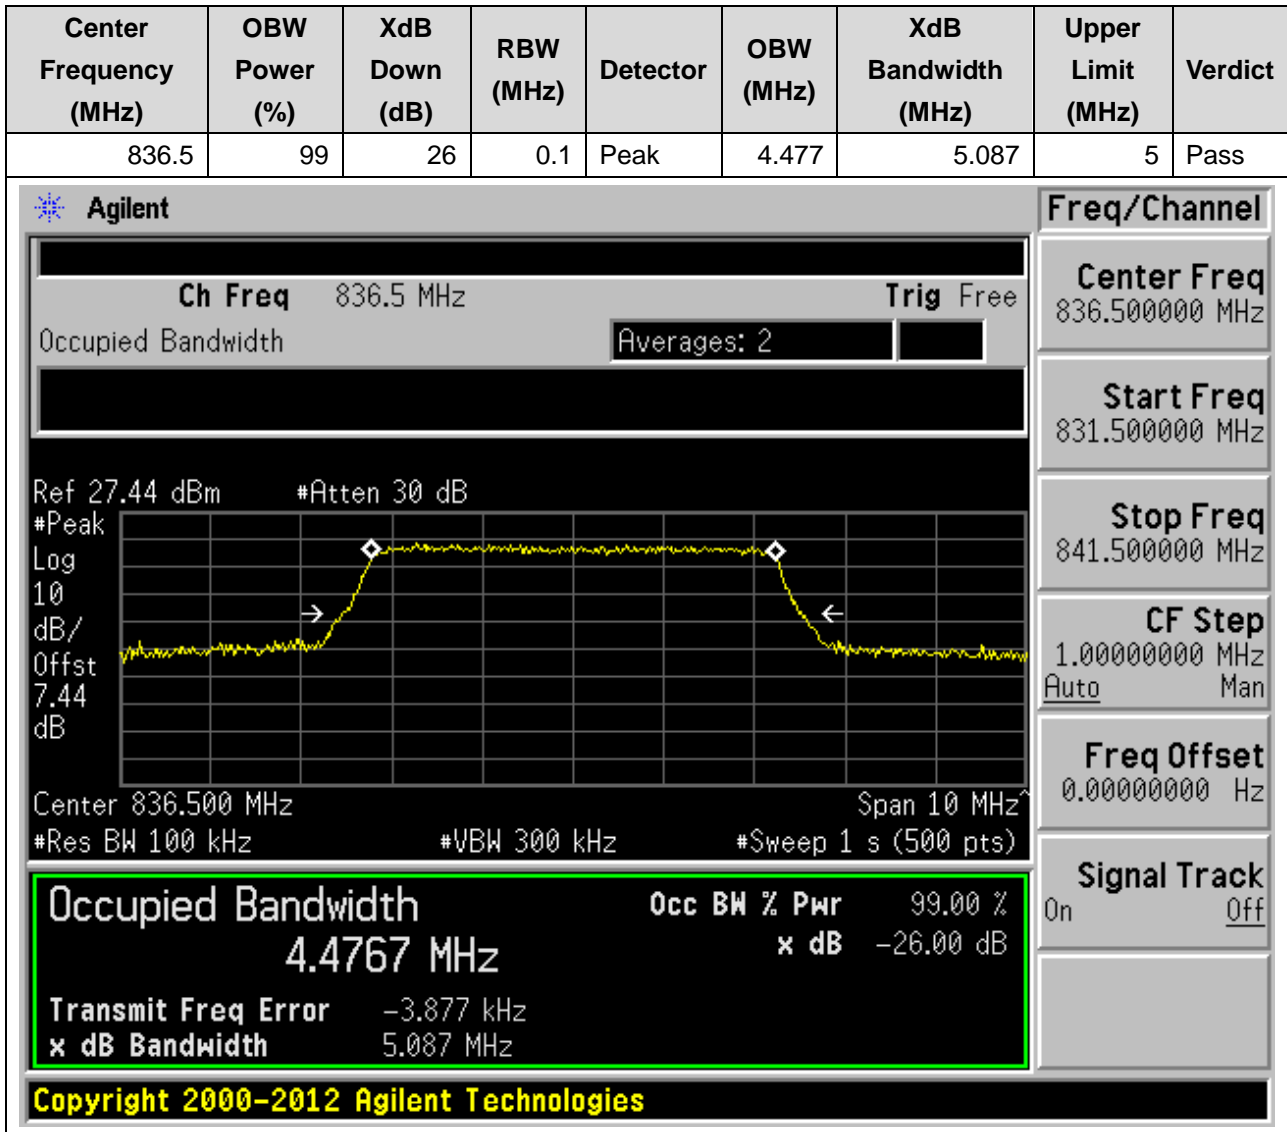 Center Frequency (MHz) OBW Power (%) XdB Down (dB) RBW (MHz) Detector OBW (MHz) XdB Bandwidth (MHz) Upper Limit (MHz) Verdict
836.5 99 26 0.1 Peak 4.477 5.087 5 Pass
Agilent
Freq/Channel
Ch Freq 836.5 MHz Trig Free
Occupied Bandwidth Averages: 2
Center Freq
836.500000 MHz
Start Freq
831.500000 MHz
Stop Freq
841.500000 MHz
CF Step
1.00000000 MHz
Auto Man
Freq Offset
0.00000000 Hz
Signal Track
On Off
Ref 27.44 dBm #Atten 30 dB
#Peak
Log
10
dB/
Offst
7.44
dB
Center 836.500 MHz Span 10 MHz^
#Res BW 100 kHz #VBW 300 kHz #Sweep 1 s (500 pts)
Occupied Bandwidth Occ BW % Pwr 99.00 %
4.4767 MHz x dB -26.00 dB
Transmit Freq Error -3.877 kHz
x dB Bandwidth 5.087 MHz
Copyright 2000-2012 Agilent Technologies